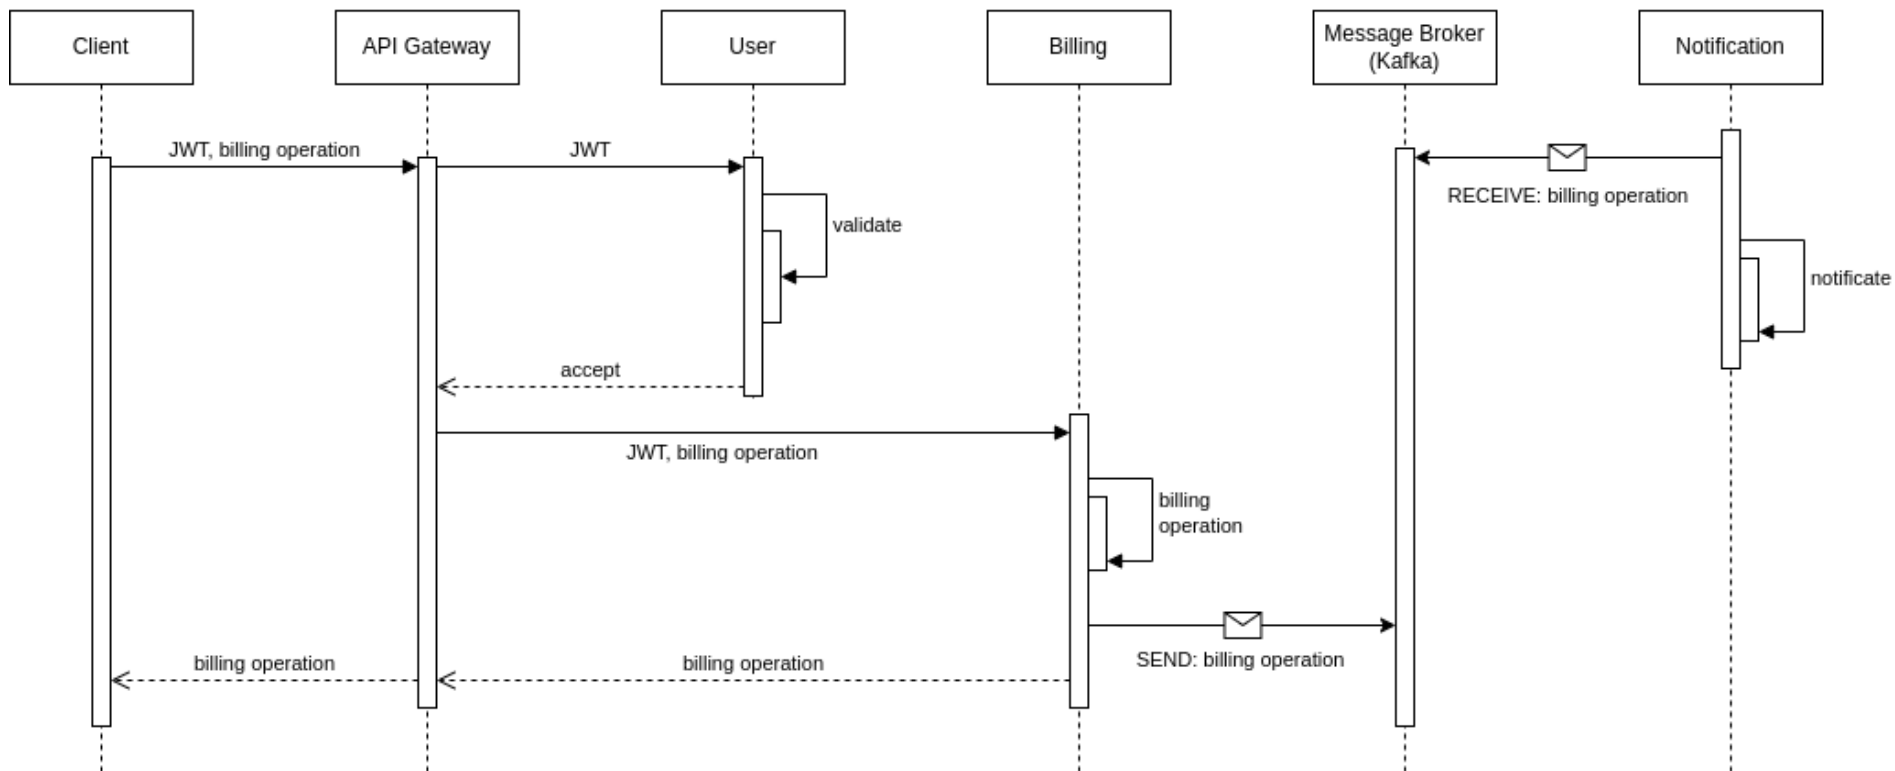 Client
API Gateway
User
Billing
Message Broker
(Kafka)
Notification
JWT, billing operation
JWT
RECEIVE: billing operation
validate
notificate
accept
JWT, billing operation
billing
operation
SEND: billing operation
billing operation
billing operation